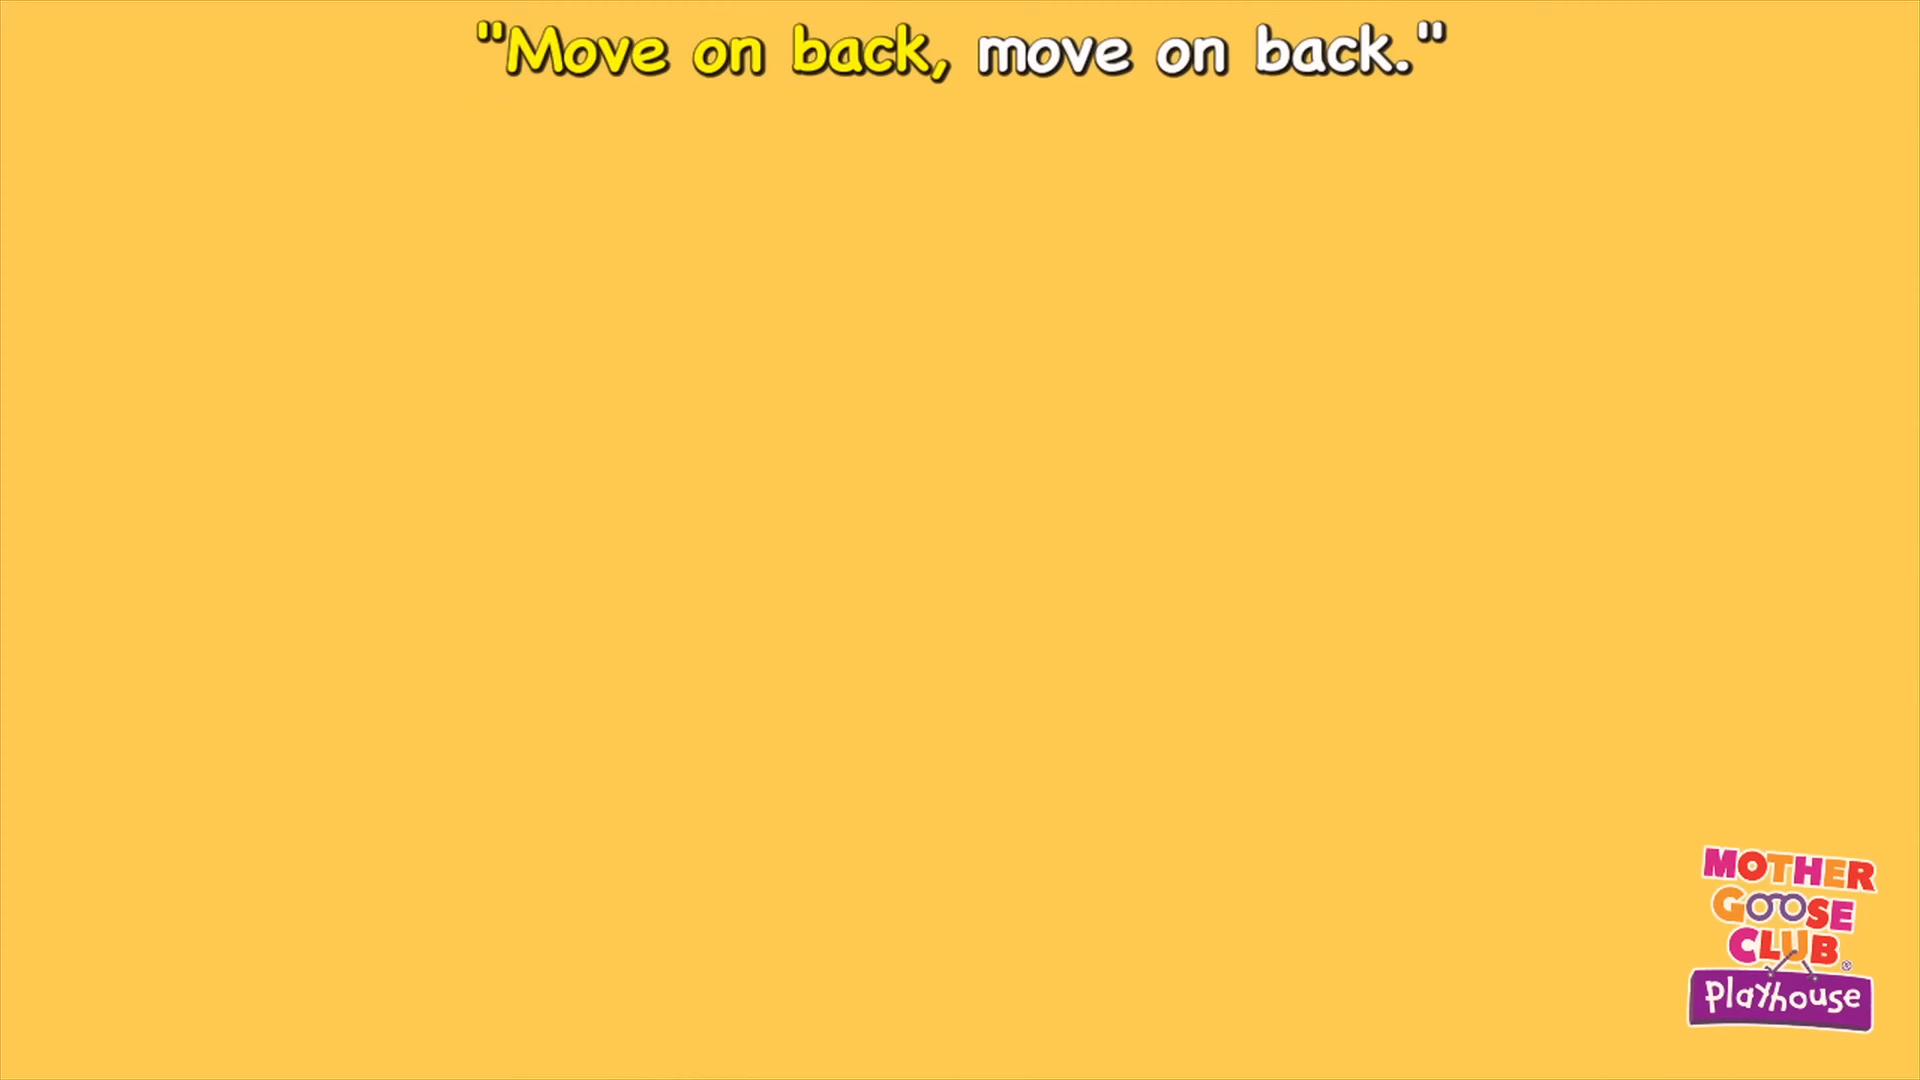 "Move on back, move on back."
MOTHER
GOOSE
CLUB®
Playhouse